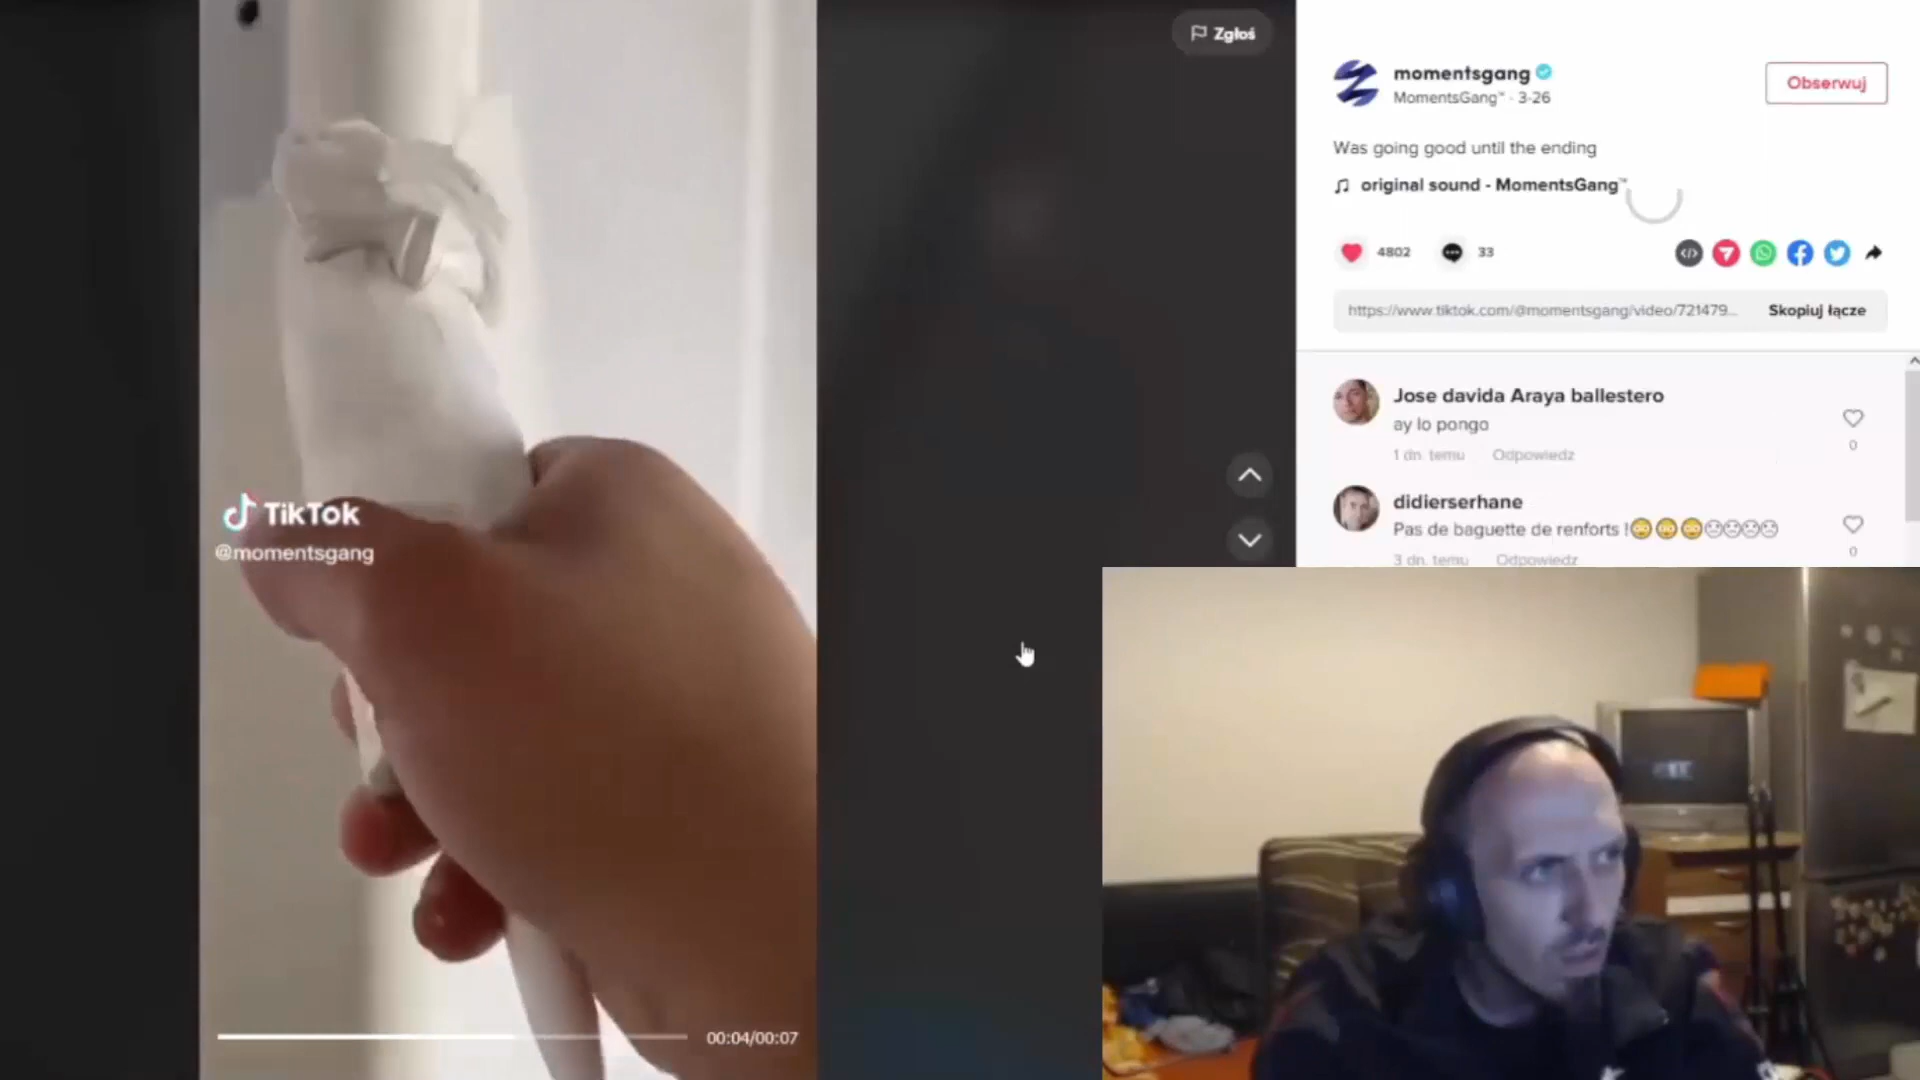 Zgłoś
momentsgang
MomentsGang™ · 3-26
Obserwuj
Was going good until the ending
original sound - MomentsGang™
4802
33
https://www.tiktok.com/@momentsgang/video/721479...
Skopiuj łącze
Jose davida Araya ballestero
ay lo pongo
1 dn. temu Odpowiedz
0
didierserhane
Pas de baguette de renforts !😳😳😳☹☹☹☹
3 dn. temu Odpowiedz
0
TikTok
@momentsgang
00:04/00:07